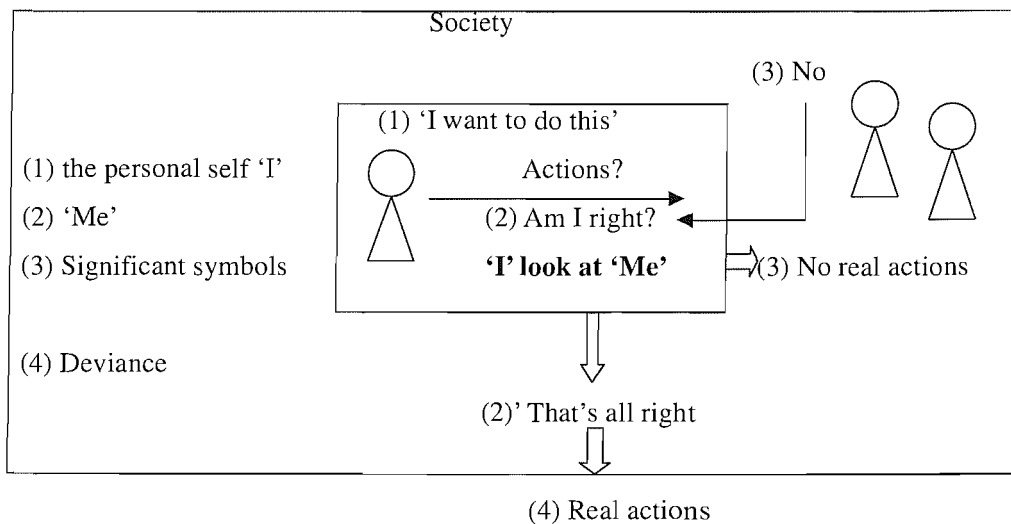 Society
(3) No
(1) 'I want to do this'
(1) the personal self 'I'
Actions?
(2) 'Me'
(2) Am I right?
(3) Significant symbols
'I' look at 'Me'
(3) No real actions
(4) Deviance
(2)' That's all right
(4) Real actions